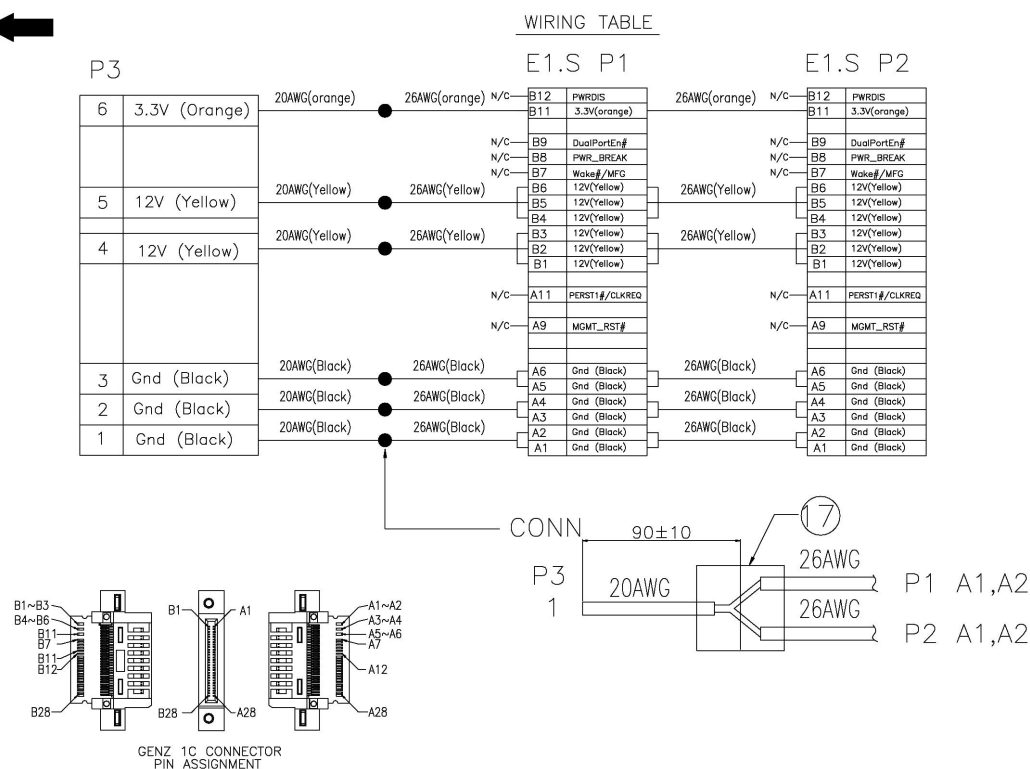 WIRING TABLE
P3
E1.S P1
E1.S P2
6 3.3V (Orange) 20AWG(orange) 26AWG(orange) N/C B12 PWRDIS 26AWG(orange) N/C B12 PWRDIS
B11 3.3V(orange) B11 3.3V(orange)
N/C B9 DualPortEn# N/C B9 DualPortEn#
N/C B8 PWR_BREAK N/C B8 PWR_BREAK
N/C B7 Wake#/MFG N/C B7 Wake#/MFG
20AWG(Yellow) 26AWG(Yellow) B6 12V(Yellow) 26AWG(Yellow) B6 12V(Yellow)
5 12V (Yellow) B5 12V(Yellow) B5 12V(Yellow)
B4 12V(Yellow) B4 12V(Yellow)
20AWG(Yellow) 26AWG(Yellow) B3 12V(Yellow) 26AWG(Yellow) B3 12V(Yellow)
4 12V (Yellow) B2 12V(Yellow) B2 12V(Yellow)
B1 12V(Yellow) B1 12V(Yellow)
N/C A11 PERST1#/CLKREQ N/C A11 PERST1#/CLKREQ
N/C A9 MGMT_RST# N/C A9 MGMT_RST#
20AWG(Black) 26AWG(Black) A6 Gnd (Black) 26AWG(Black) A6 Gnd (Black)
3 Gnd (Black) A5 Gnd (Black) A5 Gnd (Black)
20AWG(Black) 26AWG(Black) A4 Gnd (Black) 26AWG(Black) A4 Gnd (Black)
2 Gnd (Black) A3 Gnd (Black) A3 Gnd (Black)
20AWG(Black) 26AWG(Black) A2 Gnd (Black) 26AWG(Black) A2 Gnd (Black)
1 Gnd (Black) A1 Gnd (Black) A1 Gnd (Black)
CONN
90±10
17
P3
1
20AWG
26AWG
P1 A1,A2
26AWG
P2 A1,A2
B1~B3
B4~B6
B11
B7
B11
B12
B28
B1
A1
B28
A28
A1~A2
A3~A4
A5~A6
A7
A12
A28
GENZ 1C CONNECTOR
PIN ASSIGNMENT